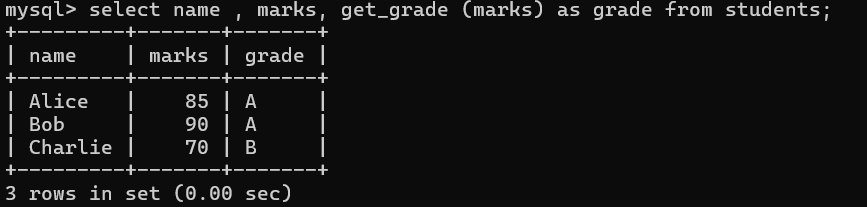 mysql> select name , marks, get_grade (marks) as grade from students;
+---------+-------+-------+
| name    | marks | grade |
+---------+-------+-------+
| Alice   |    85 | A     |
| Bob     |    90 | A     |
| Charlie |    70 | B     |
+---------+-------+-------+
3 rows in set (0.00 sec)